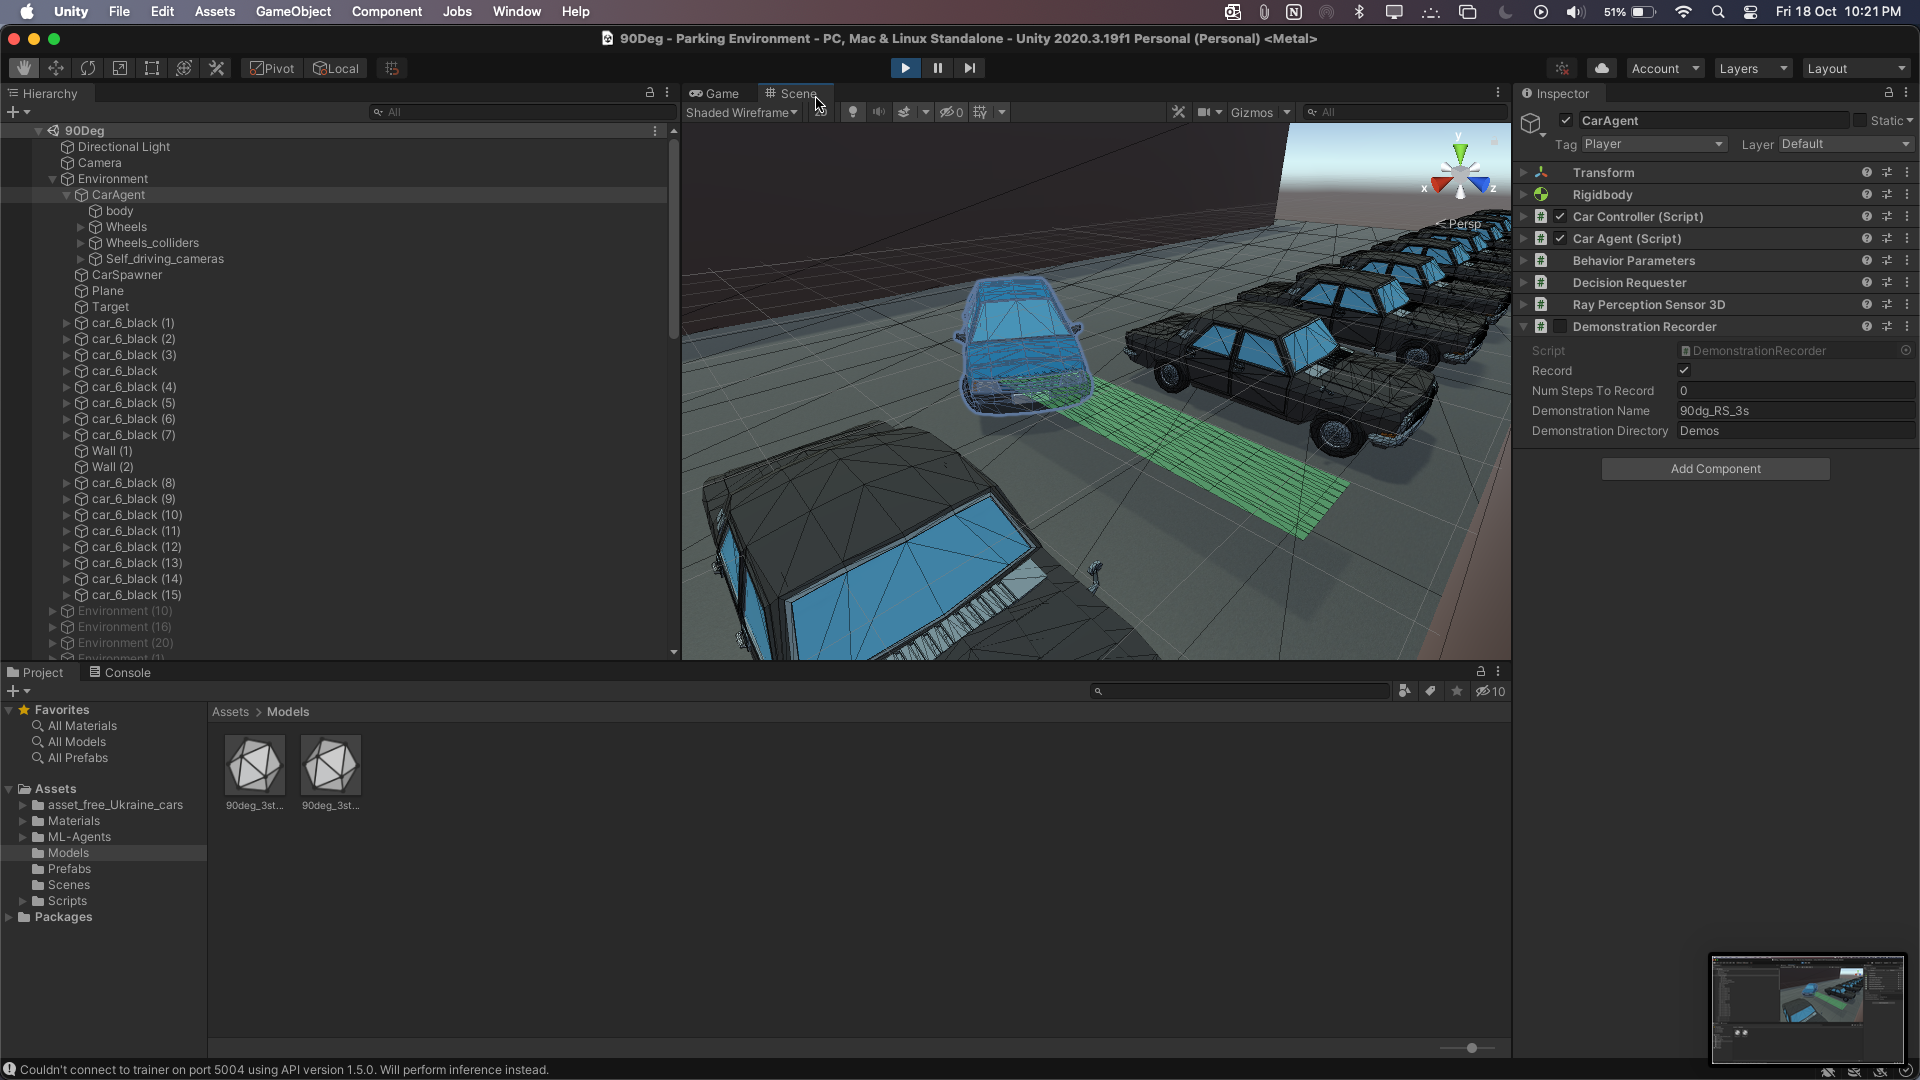 Unity File Edit Assets GameObject Component Jobs Window Help 51% Fri 18 Oct 10:21 PM
90Deg - Parking Environment - PC, Mac & Linux Standalone - Unity 2020.3.19f1 Personal (Personal) <Metal>
Pivot Local Account Layers Layout
Hierarchy
All
90Deg
Directional Light
Camera
Environment
CarAgent
body
Wheels
Wheels_colliders
Self_driving_cameras
CarSpawner
Plane
Target
car_6_black (1)
car_6_black (2)
car_6_black (3)
car_6_black
car_6_black (4)
car_6_black (5)
car_6_black (6)
car_6_black (7)
Wall (1)
Wall (2)
car_6_black (8)
car_6_black (9)
car_6_black (10)
car_6_black (11)
car_6_black (12)
car_6_black (13)
car_6_black (14)
car_6_black (15)
Environment (10)
Environment (16)
Environment (20)
Environment (1)
Game Scene
Shaded Wireframe 0 Gizmos All
y
x z
Persp
Inspector
CarAgent Static
Tag Player Layer Default
Transform
Rigidbody
Car Controller (Script)
Car Agent (Script)
Behavior Parameters
Decision Requester
Ray Perception Sensor 3D
Demonstration Recorder
Script DemonstrationRecorder
Record
Num Steps To Record 0
Demonstration Name 90dg_RS_3s
Demonstration Directory Demos
Add Component
Project Console
10
Favorites
All Materials
All Models
All Prefabs
Assets
asset_free_Ukraine_cars
Materials
ML-Agents
Models
Prefabs
Scenes
Scripts
Packages
Assets > Models
90deg_3st... 90deg_3st...
Couldn't connect to trainer on port 5004 using API version 1.5.0. Will perform inference instead.